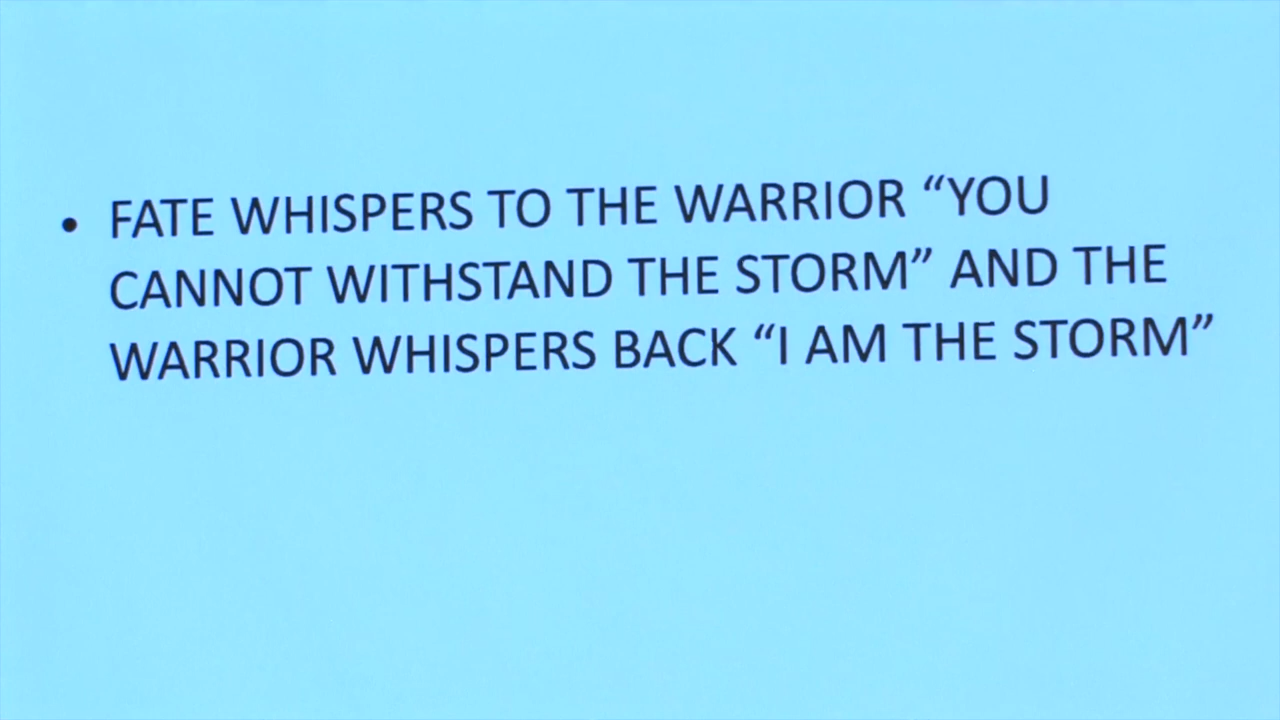 • FATE WHISPERS TO THE WARRIOR “YOU
CANNOT WITHSTAND THE STORM” AND THE
WARRIOR WHISPERS BACK “I AM THE STORM”